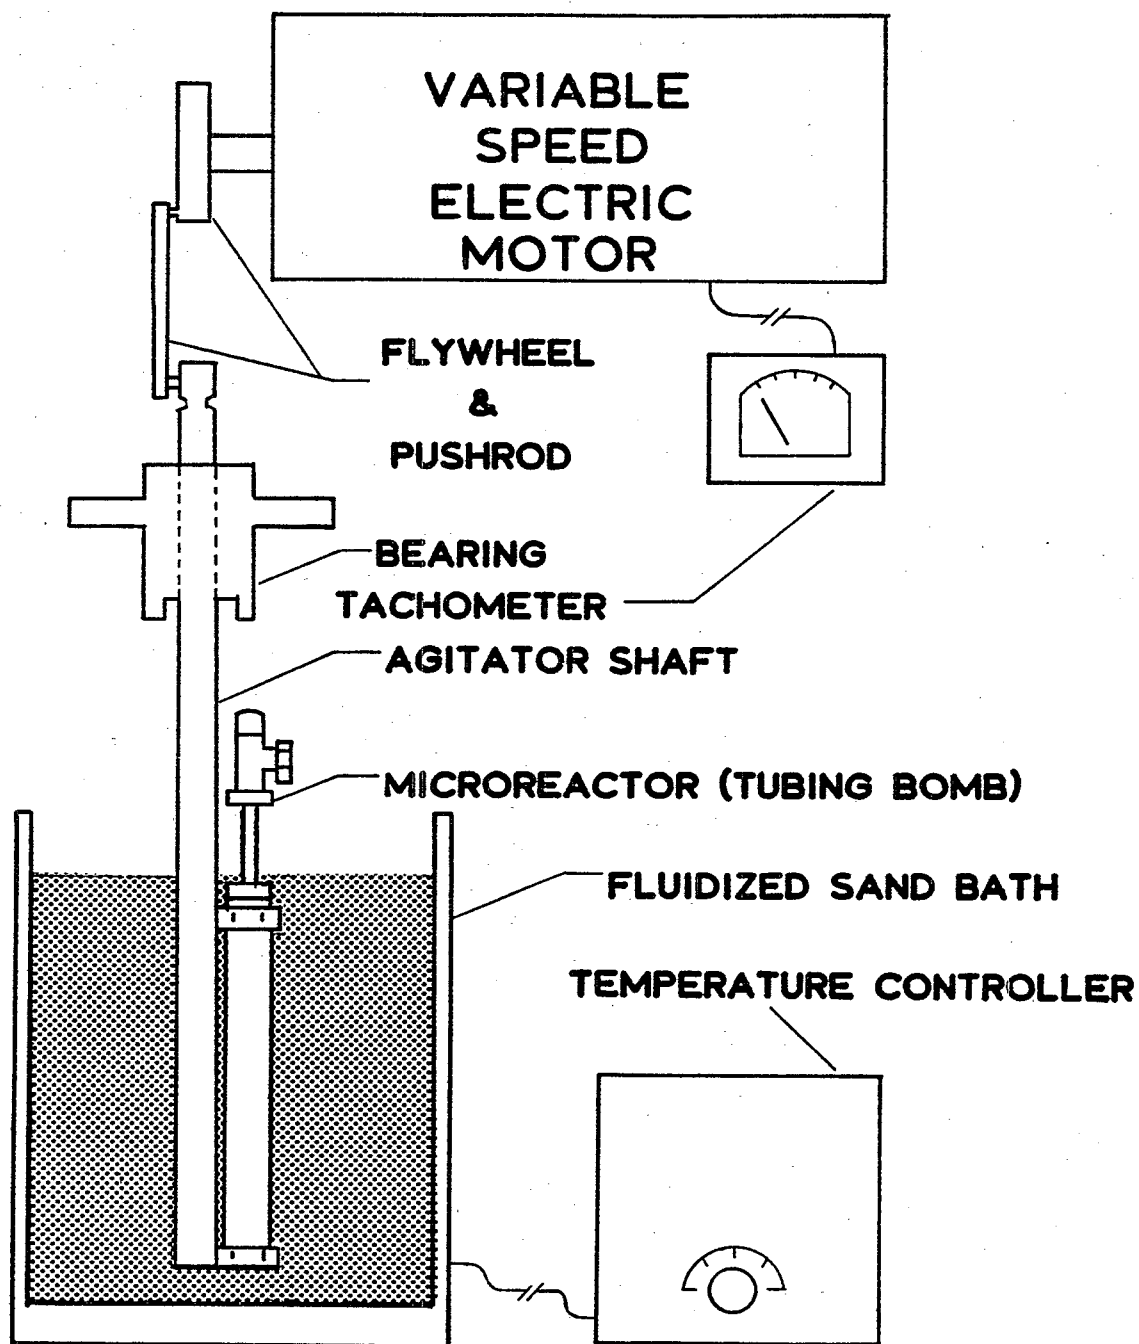 VARIABLE
SPEED
ELECTRIC
MOTOR
FLYWHEEL
&
PUSHROD
BEARING
TACHOMETER
AGITATOR SHAFT
MICROREACTOR (TUBING BOMB)
FLUIDIZED SAND BATH
TEMPERATURE CONTROLLER